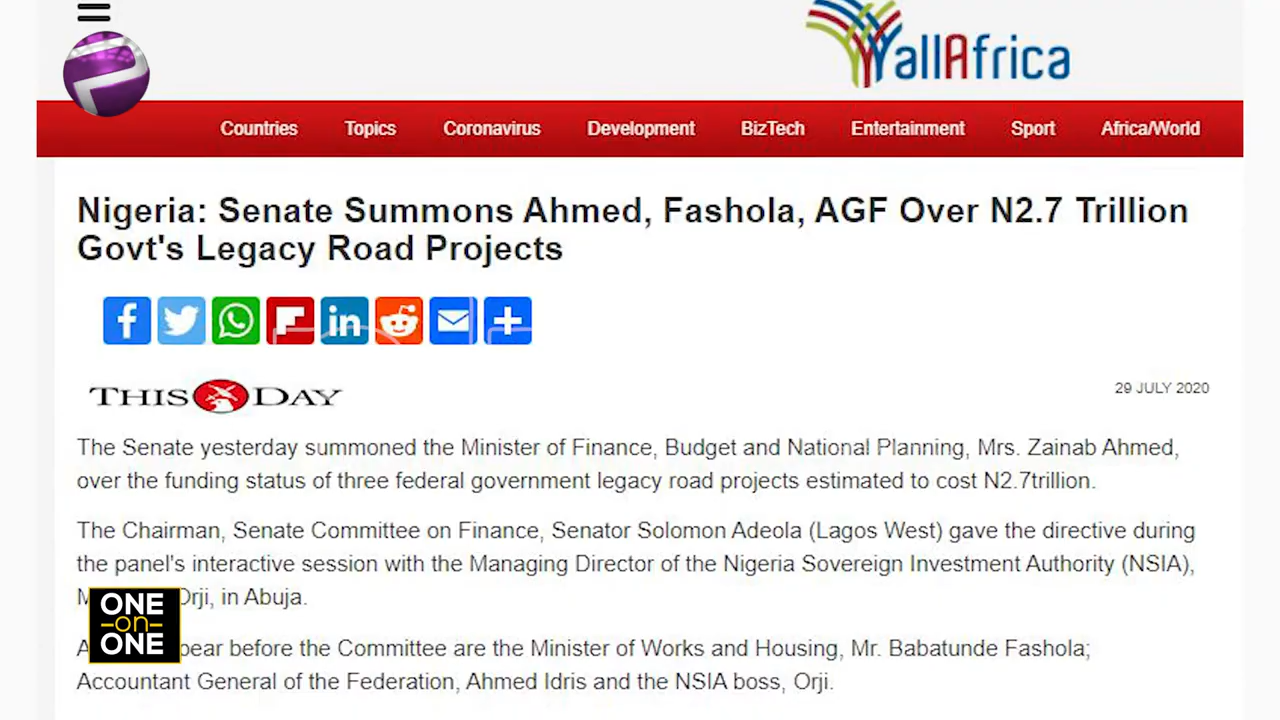 allAfrica
Countries Topics Coronavirus Development BizTech Entertainment Sport Africa/World
Nigeria: Senate Summons Ahmed, Fashola, AGF Over N2.7 Trillion
Govt's Legacy Road Projects
THIS DAY
29 JULY 2020
The Senate yesterday summoned the Minister of Finance, Budget and National Planning, Mrs. Zainab Ahmed,
over the funding status of three federal government legacy road projects estimated to cost N2.7trillion.
The Chairman, Senate Committee on Finance, Senator Solomon Adeola (Lagos West) gave the directive during
the panel's interactive session with the Managing Director of the Nigeria Sovereign Investment Authority (NSIA),
Orji, in Abuja.
before the Committee are the Minister of Works and Housing, Mr. Babatunde Fashola;
Accountant General of the Federation, Ahmed Idris and the NSIA boss, Orji.
ONE
on
ONE